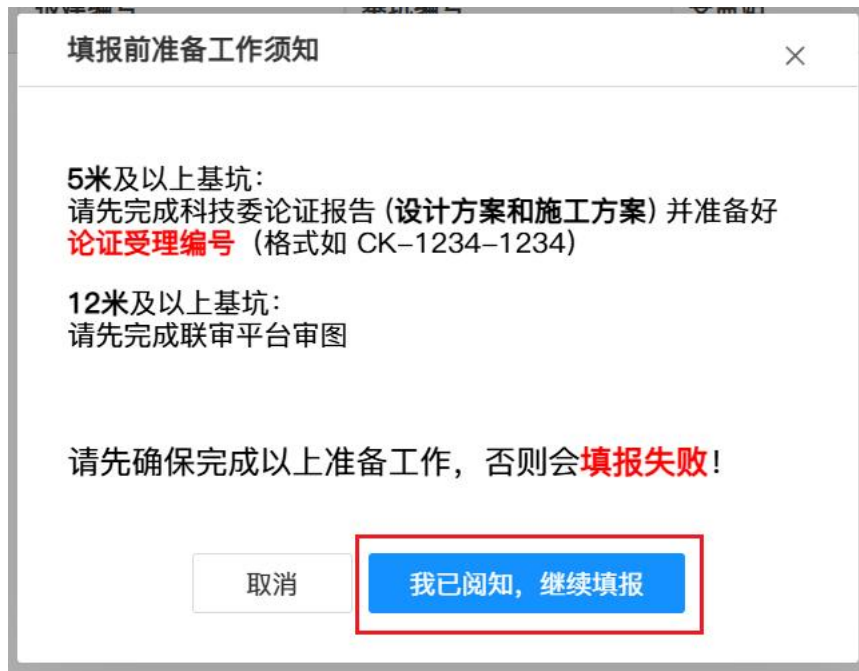 填报前准备工作须知
5米及以上基坑：
请先完成科技委论证报告（设计方案和施工方案）并准备好
论证受理编号（格式如 CK-1234-1234）
12米及以上基坑：
请先完成联审平台审图
请先确保完成以上准备工作，否则会填报失败！
取消
我已阅知，继续填报